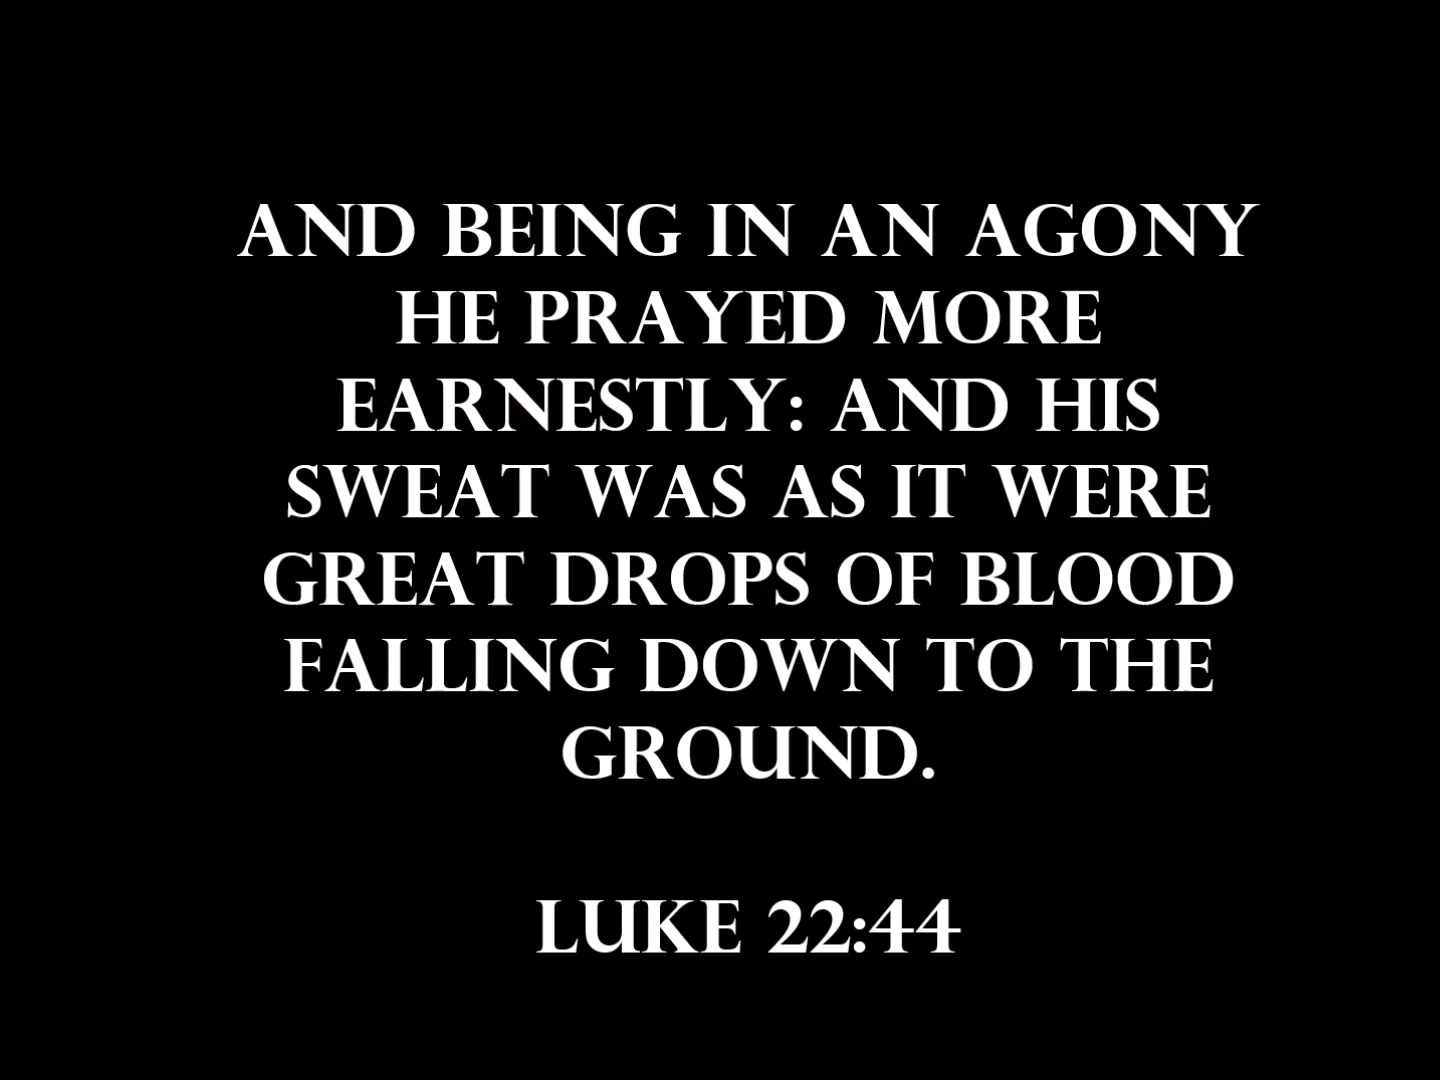 AND BEING IN AN AGONY
HE PRAYED MORE
EARNESTLY: AND HIS
SWEAT WAS AS IT WERE
GREAT DROPS OF BLOOD
FALLING DOWN TO THE
GROUND.
LUKE 22:44